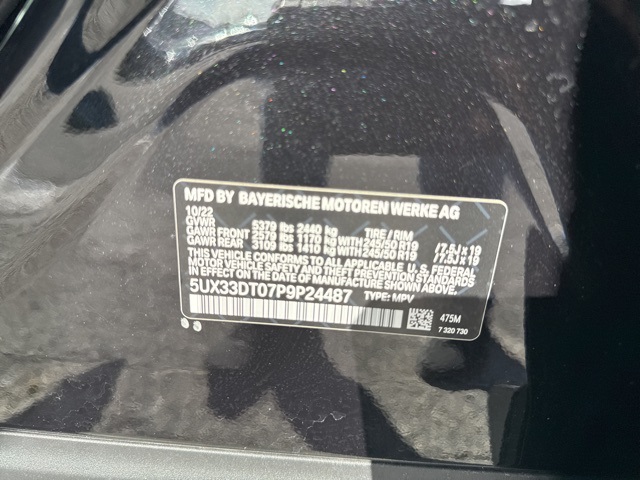 MFD BY BAYERISCHE MOTOREN WERKE AG
10/22
GVWR 5379 lbs 2440 kg TIRE / RIM
GAWR FRONT 2579 lbs 1170 kg WITH 245/50 R19 /7.5J x 19
GAWR REAR 3109 lbs 1410 kg WITH 245/50 R19 /7.5J x 19
THIS VEHICLE CONFORMS TO ALL APPLICABLE U.S. FEDERAL
MOTOR VEHICLE SAFETY, AND THEFT PREVENTION
STANDARDS IN EFFECT ON THE DATE OF MANUFACTURE SHOWN ABOVE.
5UX33DT07P9P24487 TYPE: MPV
475M
7 320 730